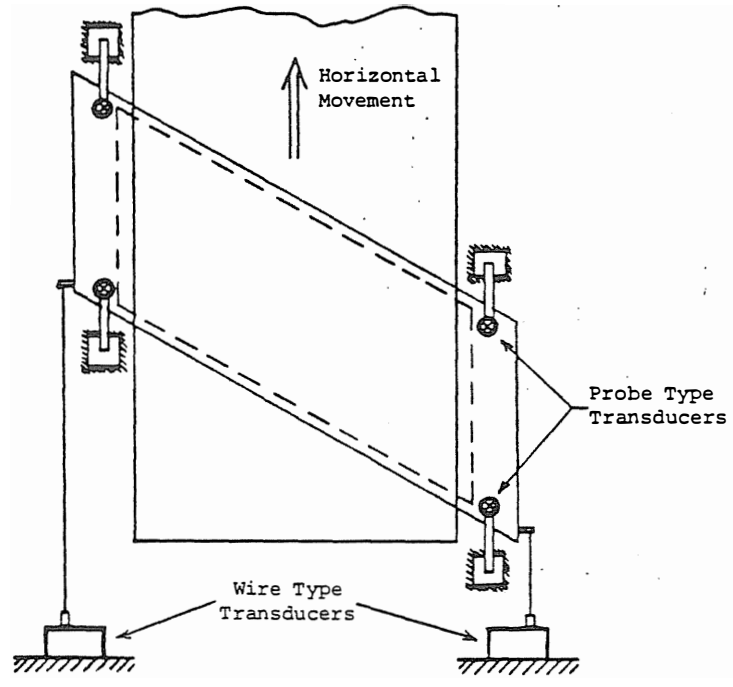 Horizontal
Movement
Probe Type
Transducers
Wire Type
Transducers